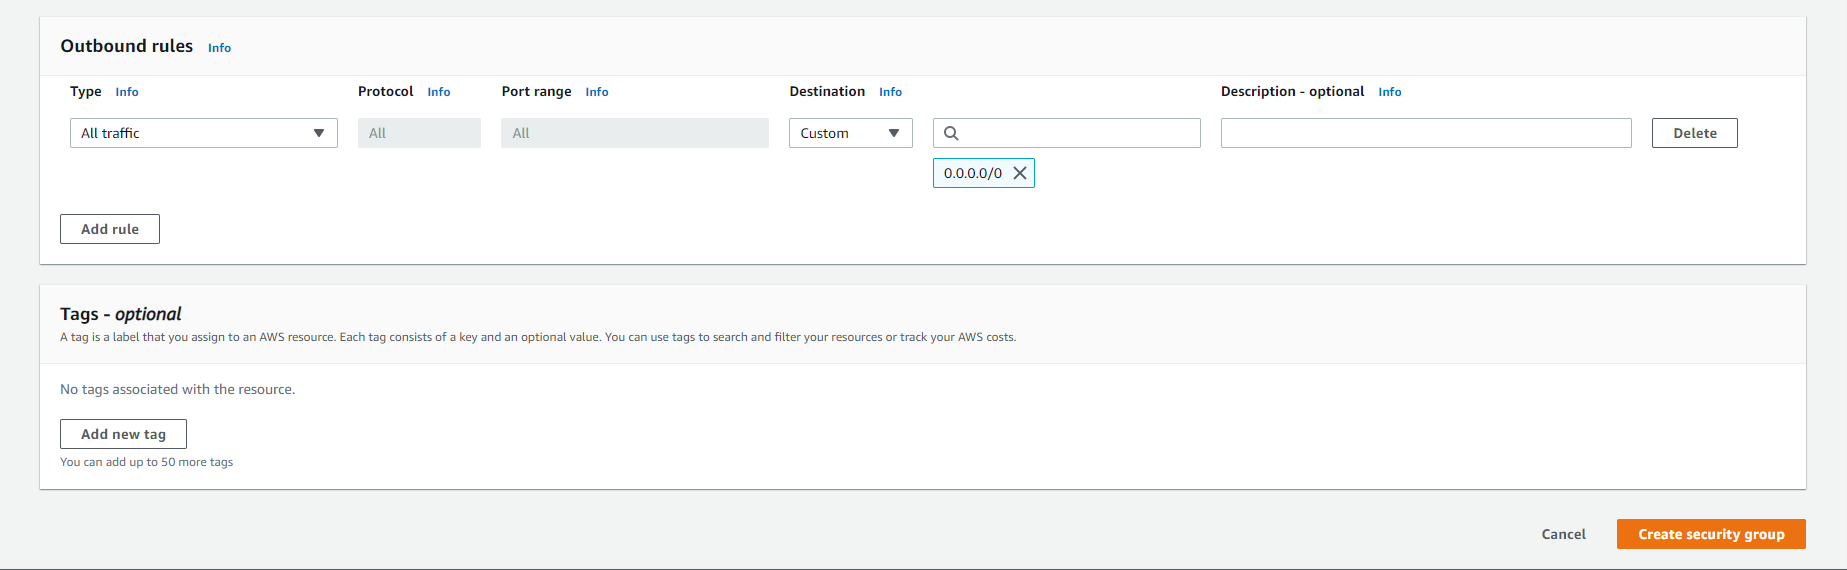 Outbound rules Info
Type Info Protocol Info Port range Info Destination Info Description - optional Info
All traffic All All Custom Delete
0.0.0.0/0
Add rule
Tags - optional
A tag is a label that you assign to an AWS resource. Each tag consists of a key and an optional value. You can use tags to search and filter your resources or track your AWS costs.
No tags associated with the resource.
Add new tag
You can add up to 50 more tags
Cancel Create security group